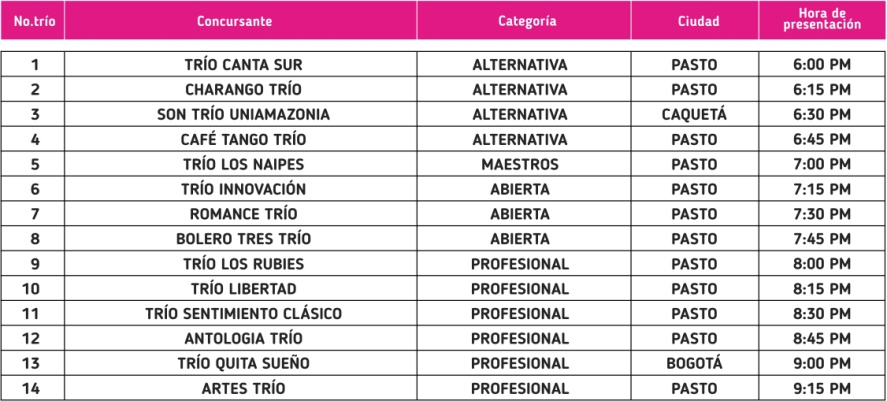 No.trío Concursante Categoría Ciudad Hora de presentación
1 TRÍO CANTA SUR ALTERNATIVA PASTO 6:00 PM
2 CHARANGO TRÍO ALTERNATIVA PASTO 6:15 PM
3 SON TRÍO UNIAMAZONIA ALTERNATIVA CAQUETÁ 6:30 PM
4 CAFÉ TANGO TRÍO ALTERNATIVA PASTO 6:45 PM
5 TRÍO LOS NAIPES MAESTROS PASTO 7:00 PM
6 TRÍO INNOVACIÓN ABIERTA PASTO 7:15 PM
7 ROMANCE TRÍO ABIERTA PASTO 7:30 PM
8 BOLERO TRES TRÍO ABIERTA PASTO 7:45 PM
9 TRÍO LOS RUBIES PROFESIONAL PASTO 8:00 PM
10 TRÍO LIBERTAD PROFESIONAL PASTO 8:15 PM
11 TRÍO SENTIMIENTO CLÁSICO PROFESIONAL PASTO 8:30 PM
12 ANTOLOGIA TRÍO PROFESIONAL PASTO 8:45 PM
13 TRÍO QUITA SUEÑO PROFESIONAL BOGOTÁ 9:00 PM
14 ARTES TRÍO PROFESIONAL PASTO 9:15 PM